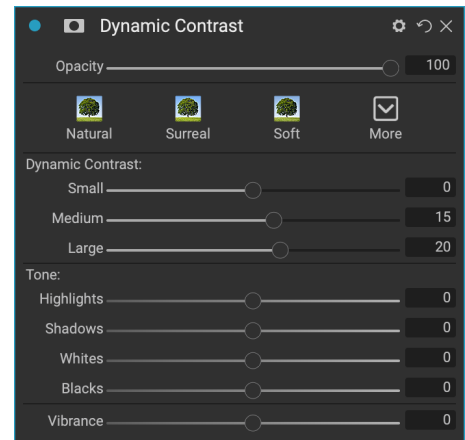 Dynamic Contrast
Opacity 100
Natural Surreal Soft More
Dynamic Contrast:
Small 0
Medium 15
Large 20
Tone:
Highlights 0
Shadows 0
Whites 0
Blacks 0
Vibrance 0